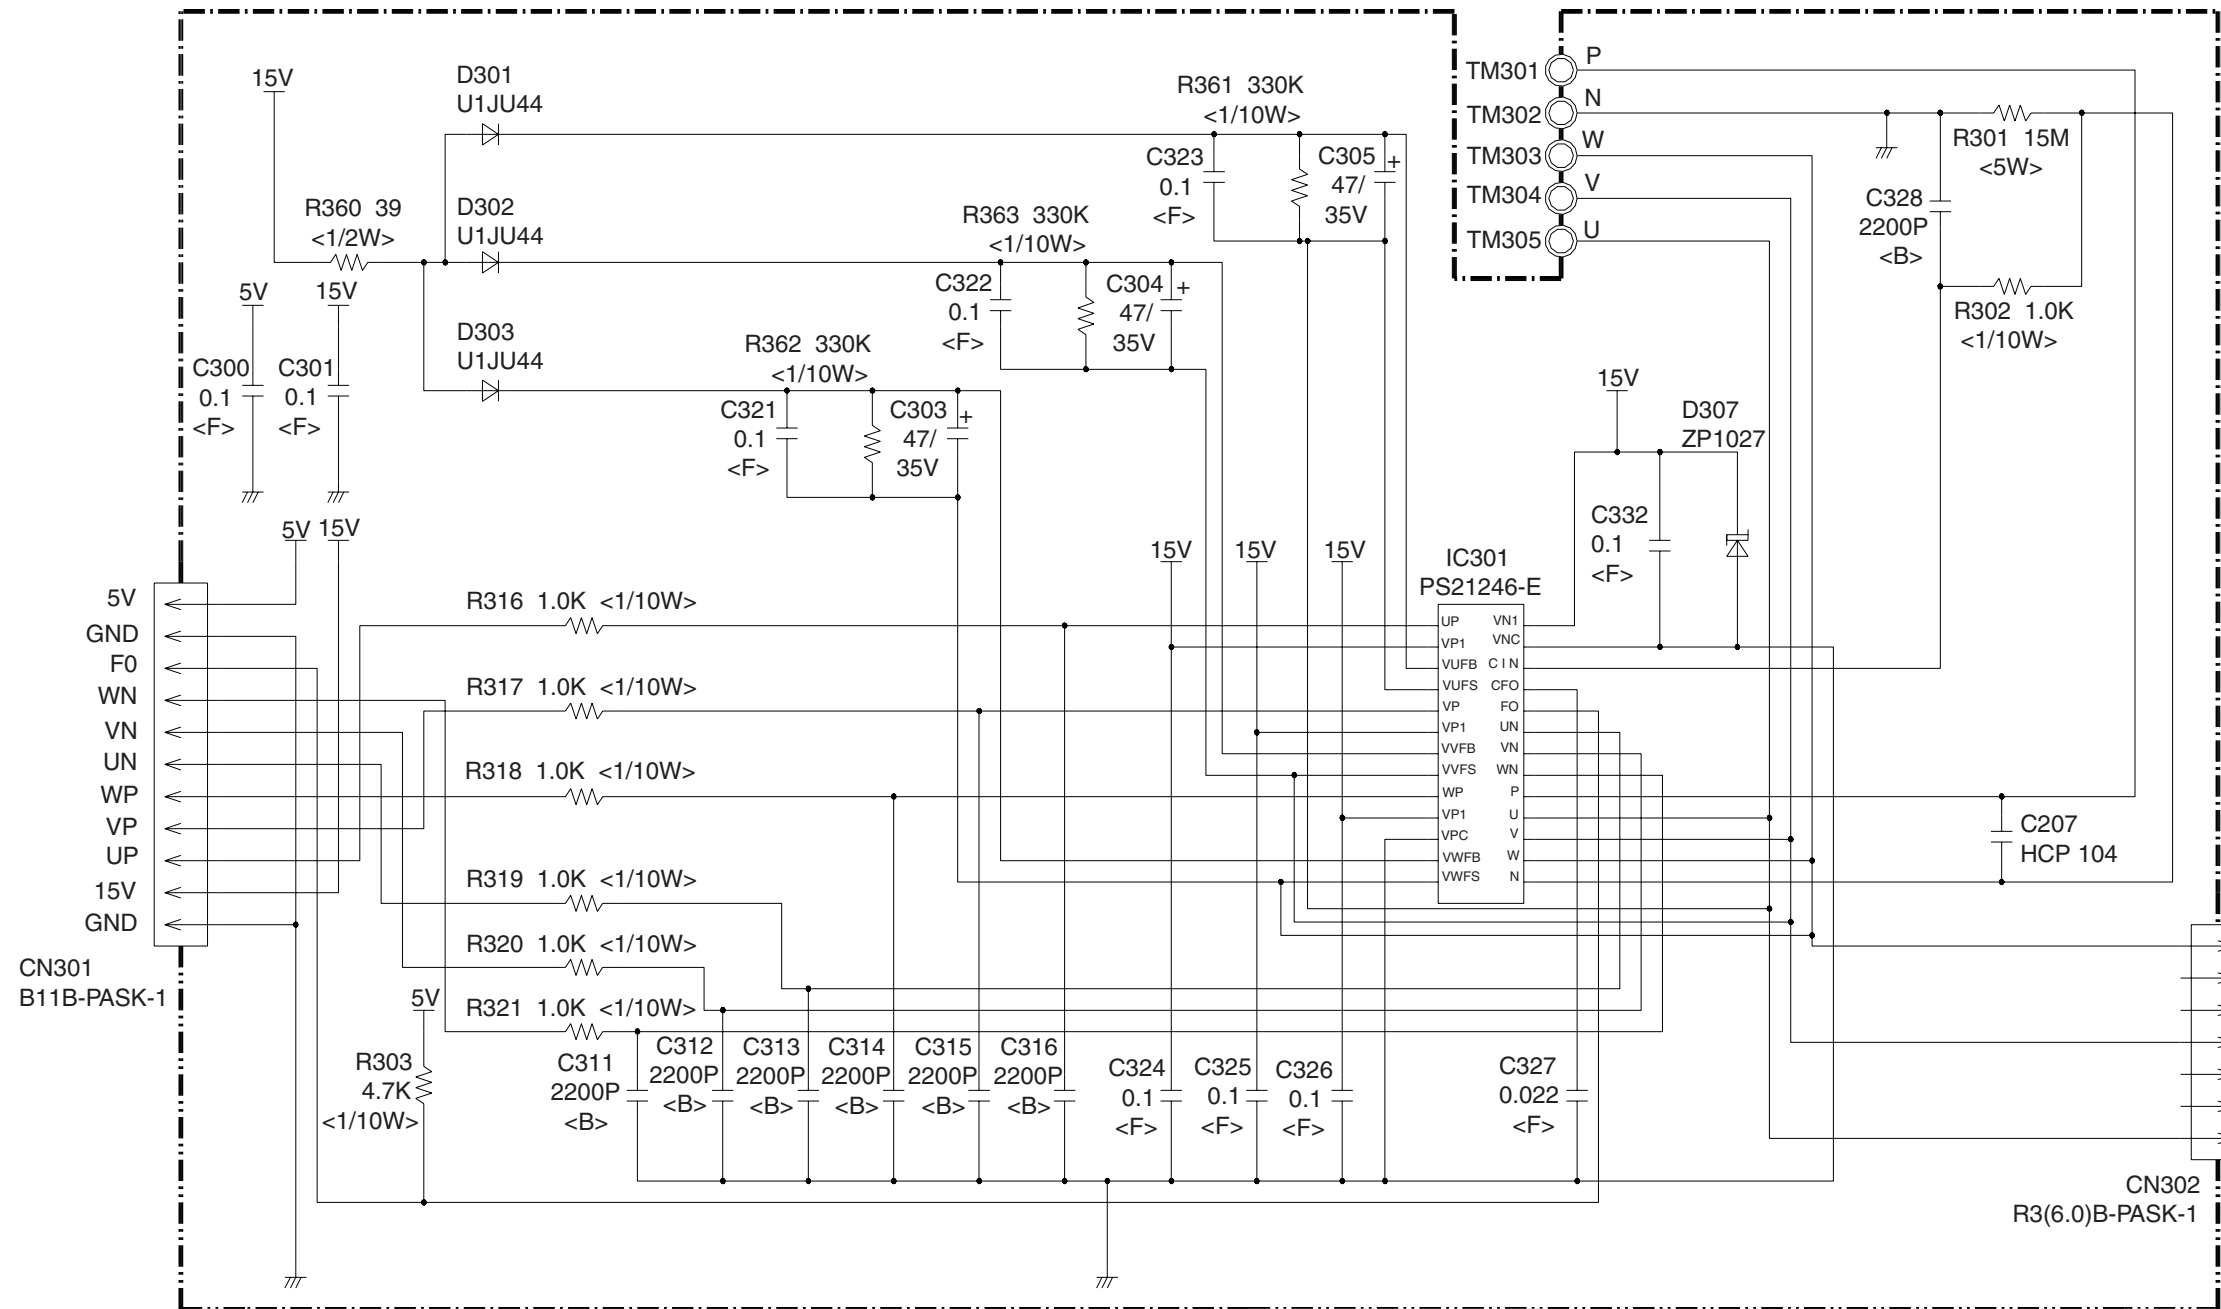 15V
D301
U1JU44
R361 330K
<1/10W>
TM301
P
TM302
N
TM303
W
TM304
V
TM305
U
C323
0.1
<F>
C305
+
47/
35V
R301 15M
<5W>
C328
2200P
<B>
R302 1.0K
<1/10W>
R360 39
<1/2W>
D302
U1JU44
R363 330K
<1/10W>
C322
0.1
<F>
C304
+
47/
35V
5V
15V
C300
0.1
<F>
C301
0.1
<F>
D303
U1JU44
R362 330K
<1/10W>
C321
0.1
<F>
C303
+
47/
35V
15V
D307
ZP1027
C332
0.1
<F>
5V
15V
15V
15V
15V
IC301
PS21246-E
UP
VP1
VUFB
VUFS
VP
VP1
VVFB
VVFS
WP
VP1
VPC
VWFB
VWFS
VN1
VNC
CIN
CFO
FO
UN
VN
WN
P
U
V
W
N
5V
GND
F0
WN
VN
UN
WP
VP
UP
15V
GND
CN301
B11B-PASK-1
R316 1.0K <1/10W>
R317 1.0K <1/10W>
R318 1.0K <1/10W>
R319 1.0K <1/10W>
R320 1.0K <1/10W>
R321 1.0K <1/10W>
C207
HCP 104
5V
R303
4.7K
<1/10W>
C311
2200P
<B>
C312
2200P
<B>
C313
2200P
<B>
C314
2200P
<B>
C315
2200P
<B>
C316
2200P
<B>
C324
0.1
<F>
C325
0.1
<F>
C326
0.1
<F>
C327
0.022
<F>
CN302
R3(6.0)B-PASK-1